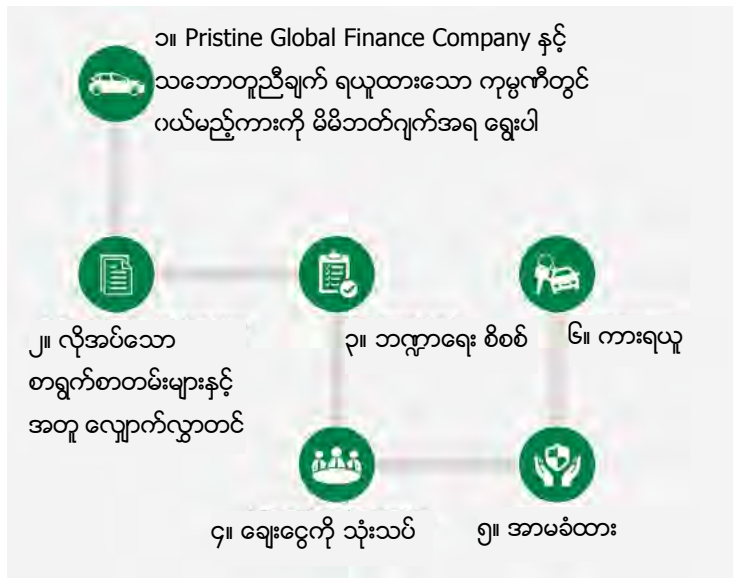 ၁။ Pristine Global Finance Company နှင့်
သဘောတူညီချက် ရယူထားသော ကုမ္ပဏီတွင်
ဝယ်မည့်ကားကို မိမိဘတ်ဂျက်အရ ရွေးပါ
၂။ လိုအပ်သော
စာရွက်စာတမ်းများနှင့်
အတူ လျှောက်လွှာတင်
၃။ ဘဏ္ဍာရေး စိစစ်
၄။ ချေးငွေကို သုံးသပ်
၅။ အာမခံထား
၆။ ကားရယူ